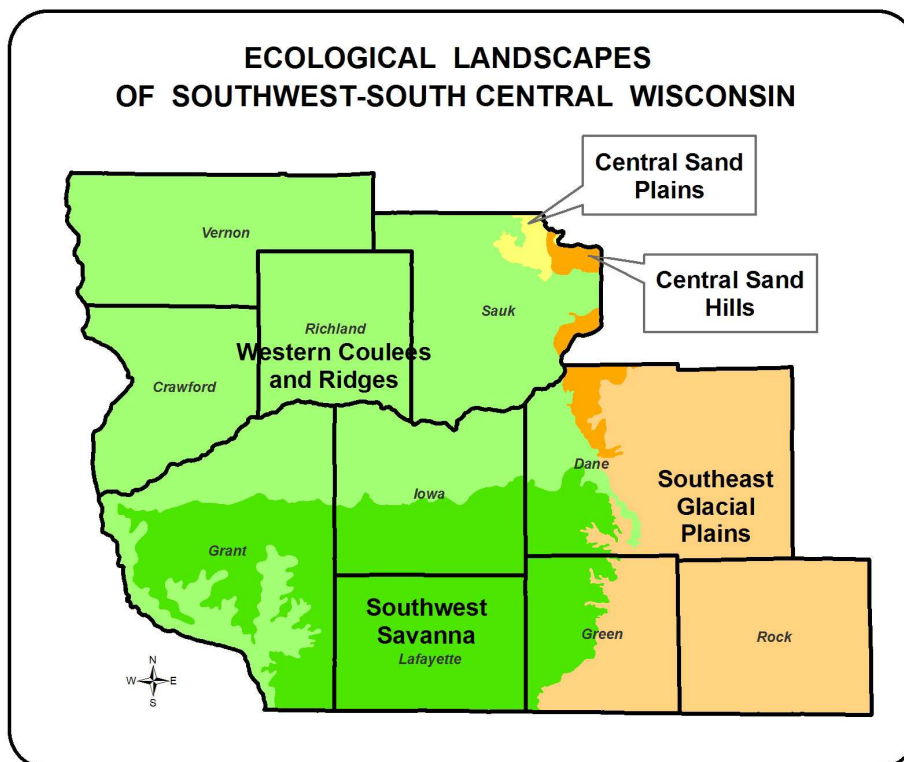 ECOLOGICAL LANDSCAPES
OF SOUTHWEST-SOUTH CENTRAL WISCONSIN
Central Sand
Plains
Vernon
Central Sand
Hills
Sauk
Richland
Western Coulees
and Ridges
Crawford
Dane
Southeast
Glacial
Plains
Iowa
Grant
Southwest
Savanna
Lafayette
Green
Rock
N
W E
S